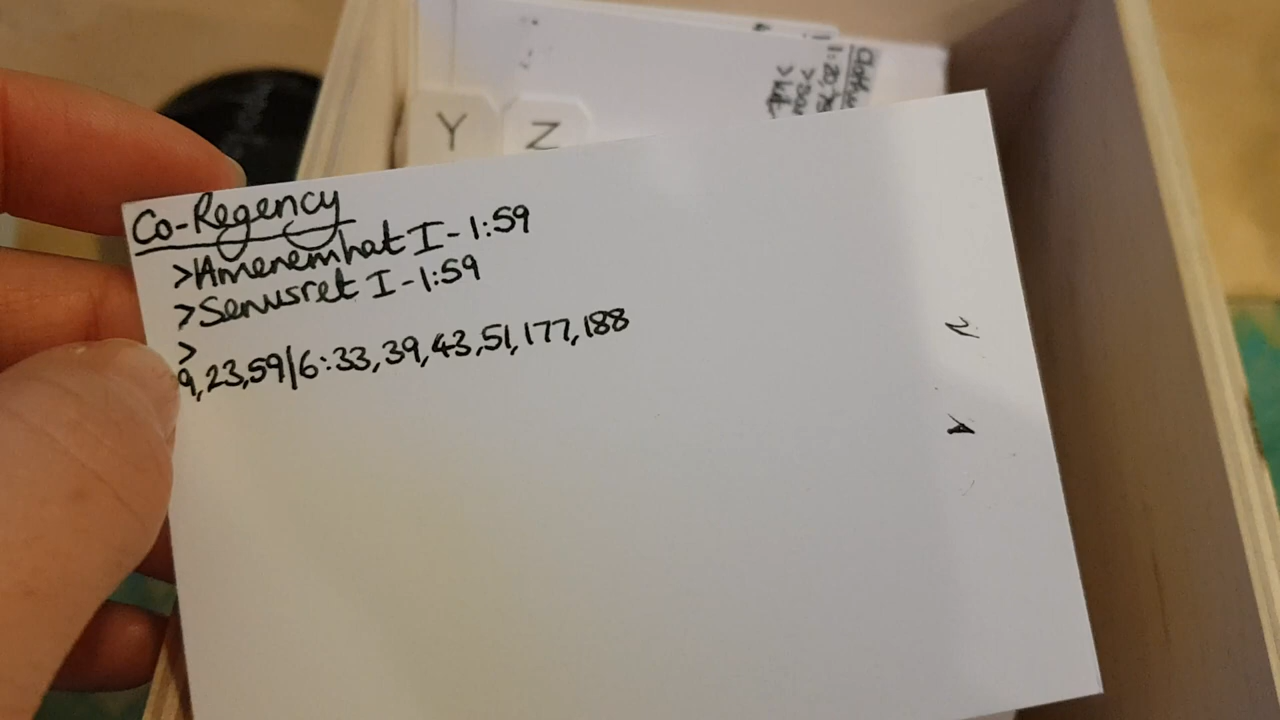 Y Z
Co-Regency
>Amenemhat I - 1:59
>Senusret I - 1:59
>
9,23,59/6:33,39,43,51,177,188